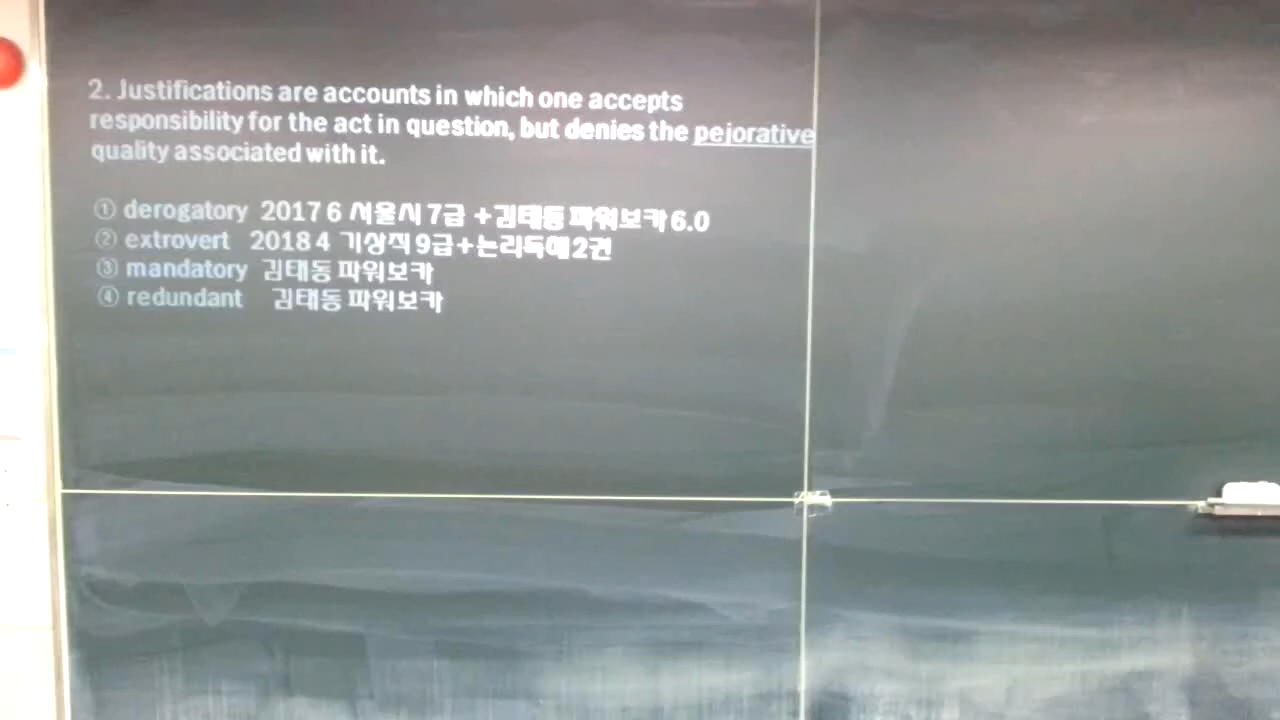 2. Justifications are accounts in which one accepts
responsibility for the act in question, but denies the pejorative
quality associated with it.
① derogatory 2017 6 서울시 7급 +김태동 파워보카 6.0
② extrovert 2018 4 기상직 9급+논리독해 2권
③ mandatory 김태동 파워보카
④ redundant 김태동 파워보카